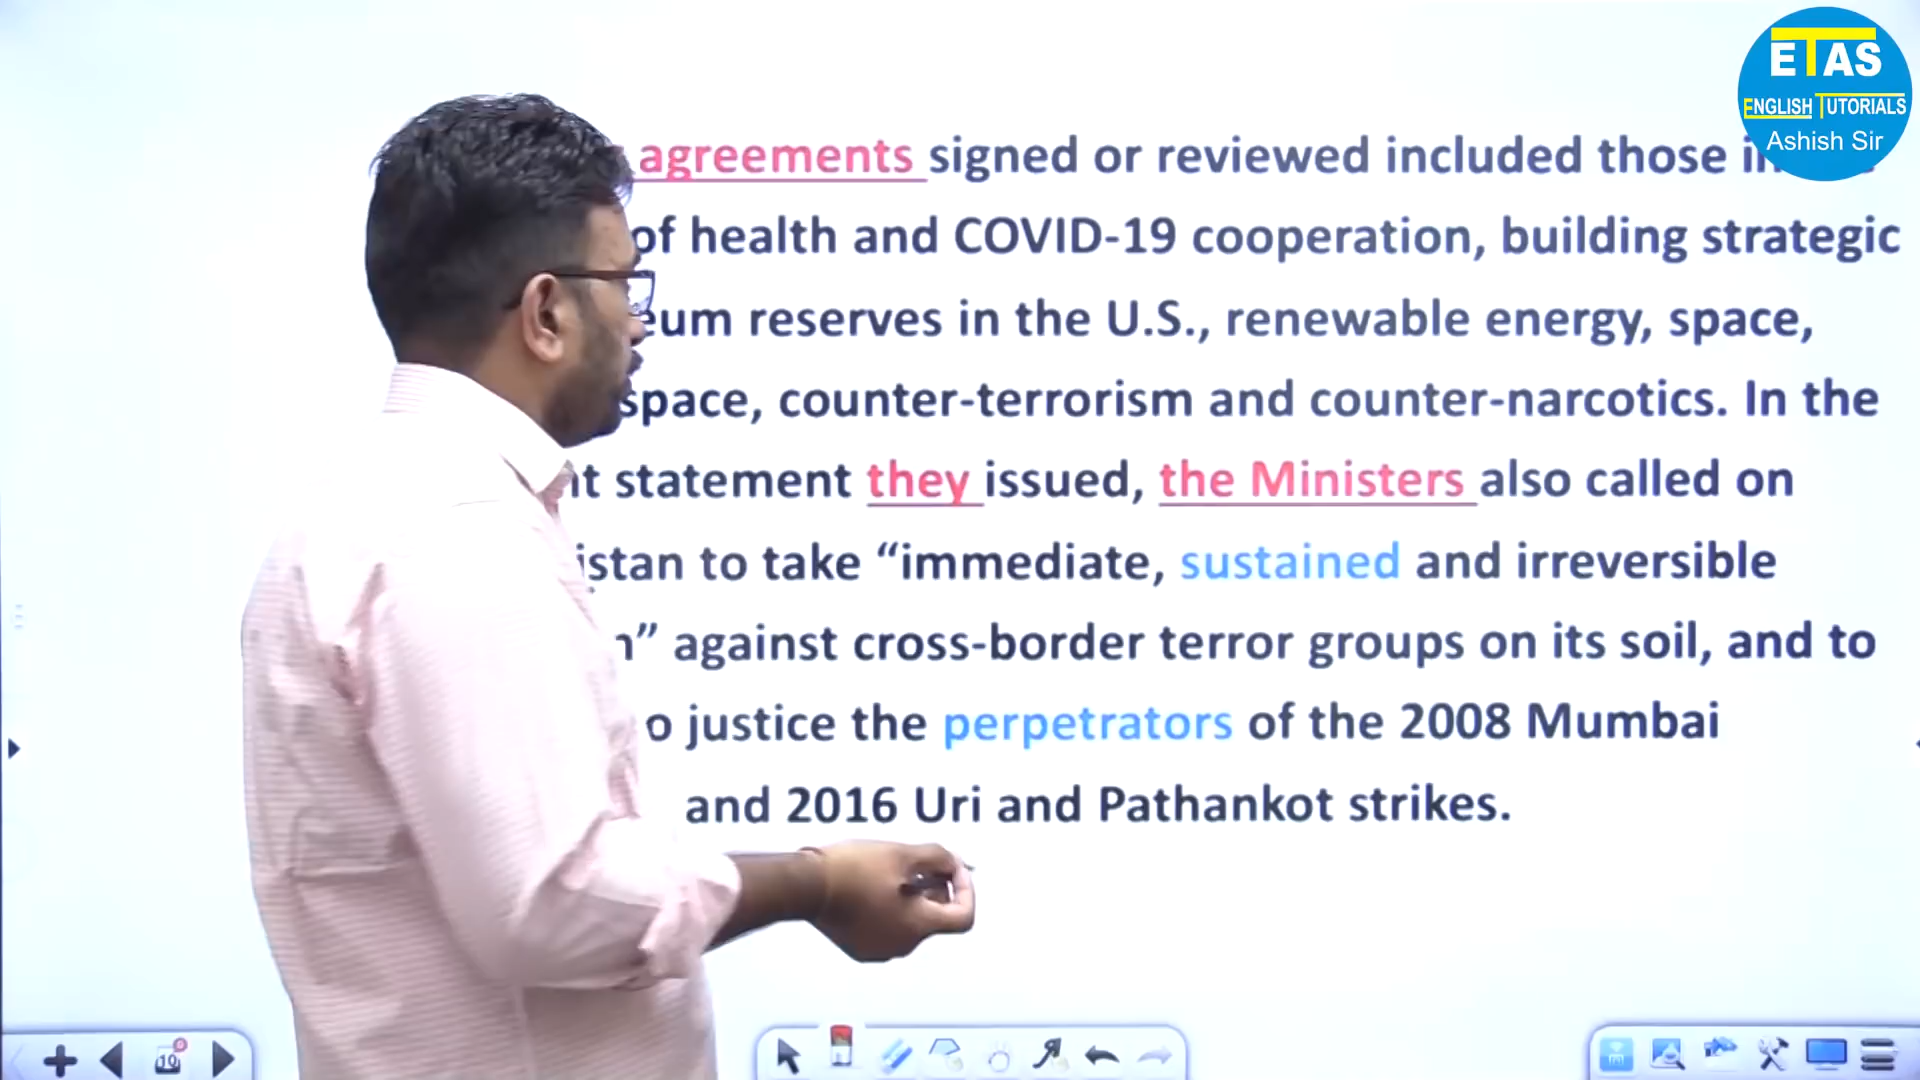 ETAS
ENGLISH TUTORIALS
Ashish Sir
agreements signed or reviewed included those
of health and COVID-19 cooperation, building strategic
reserves in the U.S., renewable energy, space,
counter-terrorism and counter-narcotics. In the
statement they issued, the Ministers also called on
to take “immediate, sustained and irreversible
against cross-border terror groups on its soil, and to
justice the perpetrators of the 2008 Mumbai
and 2016 Uri and Pathankot strikes.
10